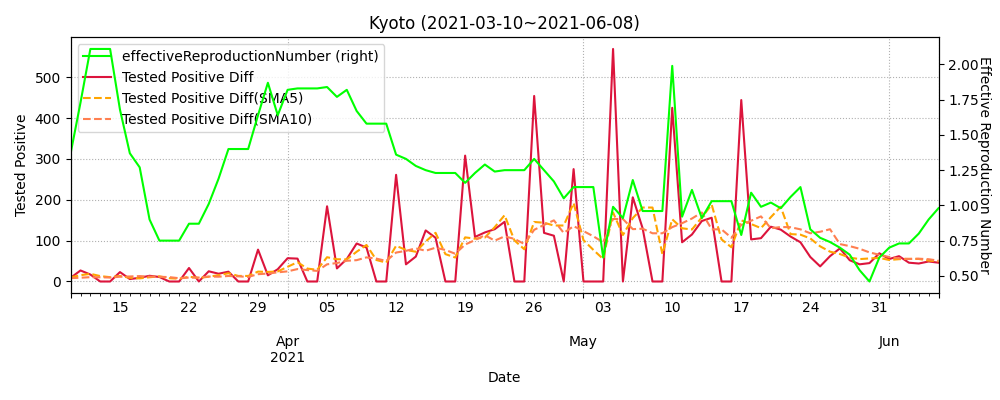 Kyoto (2021-03-10~2021-06-08)
effectiveReproductionNumber (right)
Tested Positive Diff
Tested Positive Diff(SMA5)
Tested Positive Diff(SMA10)
Tested Positive
500
400
300
200
100
0
2.00
1.75
1.50
1.25
1.00
0.75
0.50
Effective Reproduction Number
15 22 29 05 12 19 26 03 10 17 24 31
Apr May Jun
2021
Date